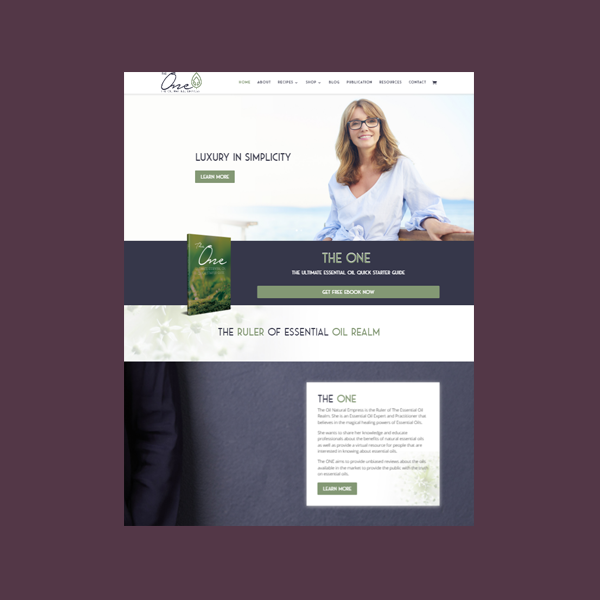 The
One
HOME ABOUT RECIPES SHOP BLOG PUBLICATION RESOURCES CONTACT
LUXURY IN SIMPLICITY
LEARN MORE
The
One
THE ONE
THE ULTIMATE ESSENTIAL OIL QUICK STARTER GUIDE
GET FREE EBOOK NOW
THE RULER OF ESSENTIAL OIL REALM
THE ONE
The Oil Natural Empress is the Ruler of The Essential Oil
Realm. She is an Essential Oil Expert and Practitioner that
believes in the magical healing powers of Essential Oils.
She wants to share her knowledge and educate
professionals about the benefits of natural essential oils
as well as provide a virtual resource for people that are
interested in knowing about essential oils.
The ONE aims to provide unbiased reviews about the oils
available in the market to provide the public with the truth
on essential oils.
LEARN MORE